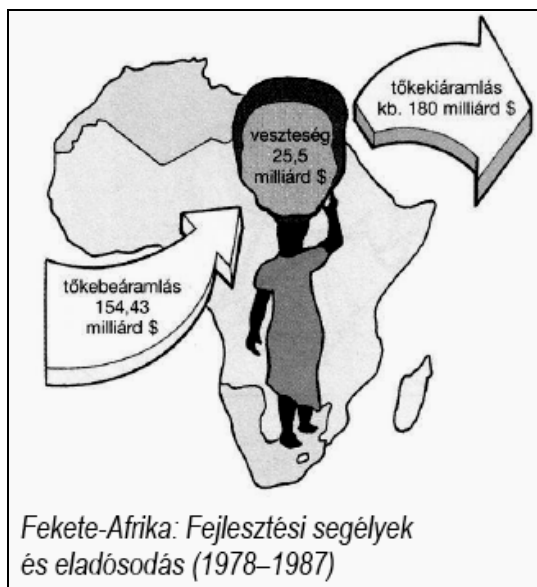 tőkekiáramlás
kb. 180 milliárd $
veszteség
25,5
milliárd $
tőkebeáramlás
154,43
milliárd $
Fekete-Afrika: Fejlesztési segélyek
és eladósodás (1978–1987)